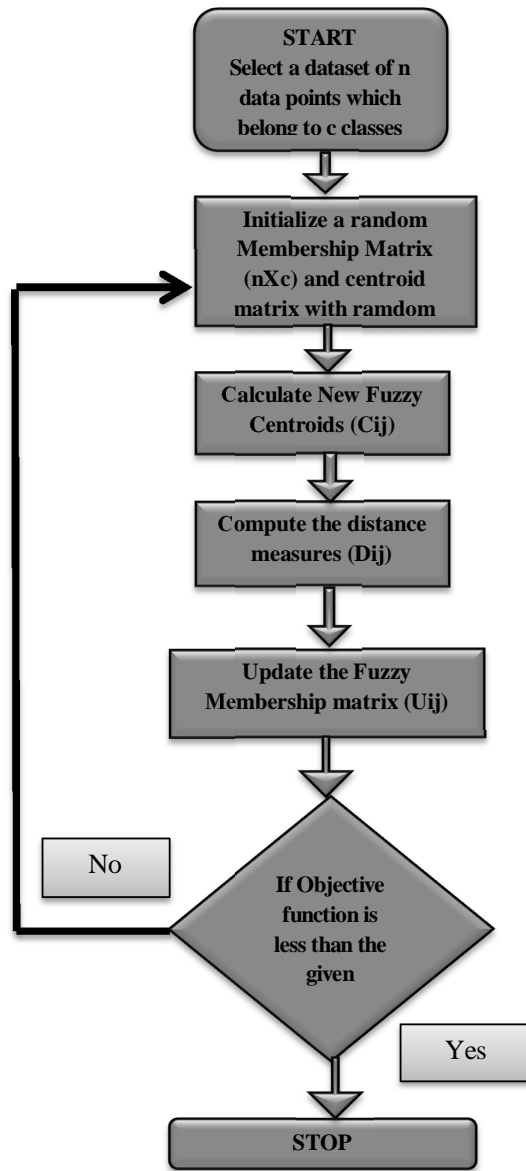 START
Select a dataset of n
data points which
belong to c classes
Initialize a random
Membership Matrix
(nXc) and centroid
matrix with ramdom
Calculate New Fuzzy
Centroids (Cij)
Compute the distance
measures (Dij)
Update the Fuzzy
Membership matrix (Uij)
No
If Objective
function is
less than the
given
Yes
STOP